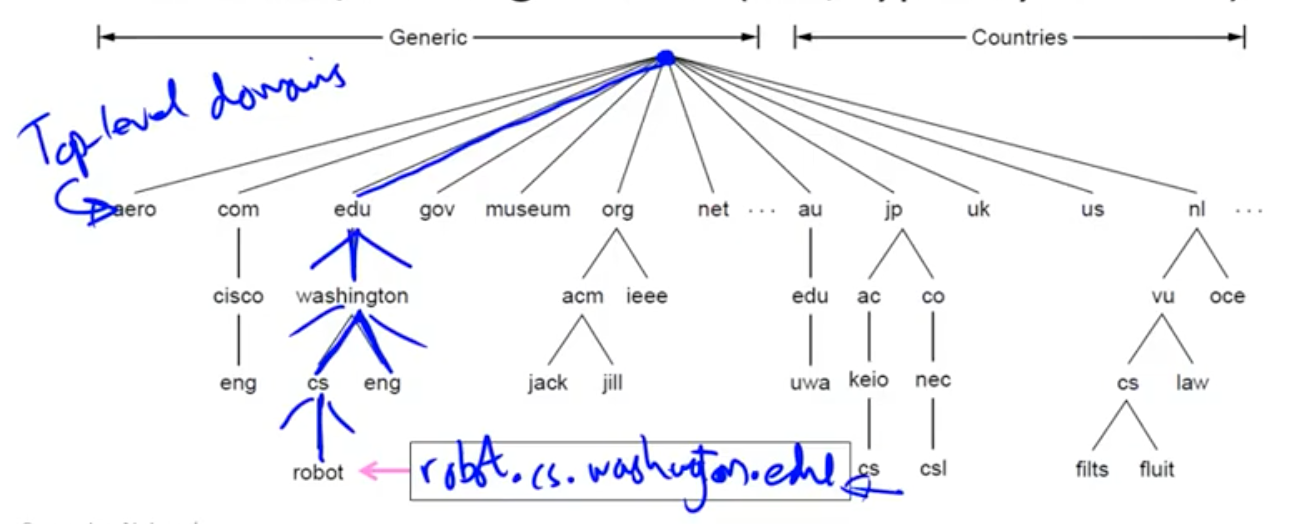 Generic Countries
Top-level domains
aero com edu gov museum org net ... au jp uk us nl ...
cisco washington acm ieee edu ac co vu oce
eng cs eng jack jill uwa keio nec cs law
robot robot.cs.washington.edu cs csl filts fluit